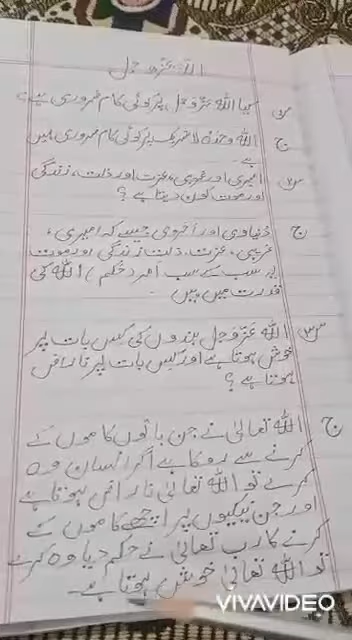 اللہ عَزَّوَجَل
س۱ کیا اللہ عَزَّوَجَل پر کوئی کام ضروری ہے؟
ج اللہ وحدہٗ لا شریک پر کوئی کام ضروری نہیں
ہے۔
س۲ امیری اور غریبی، عزت اور ذلت، زندگی
اور موت کون دیتا ہے؟
ج دنیاوی اور اخروی جیسے کہ امیری،
غریبی، عزت، ذلت زندگی اور موت
یہ سب کے سب امر (حکم) اللہ کی
قدرت میں ہیں۔
س۳ اللہ عَزَّوَجَل بندوں کی کس بات پر
خوش ہوتا ہے اور کس بات پر ناراض
ہوتا ہے؟
ج اللہ تعالیٰ نے جن باتوں کاموں کے
کرنے سے روکا ہے اگر انسان وہ
کرے تو اللہ تعالیٰ ناراض ہوتا ہے
اور جن نیکیوں پر اچھے کاموں کے
کرنے کا رب تعالیٰ نے حکم دیا وہ کرے
تو اللہ تعالیٰ خوش ہوتا ہے۔
VIVAVIDEO